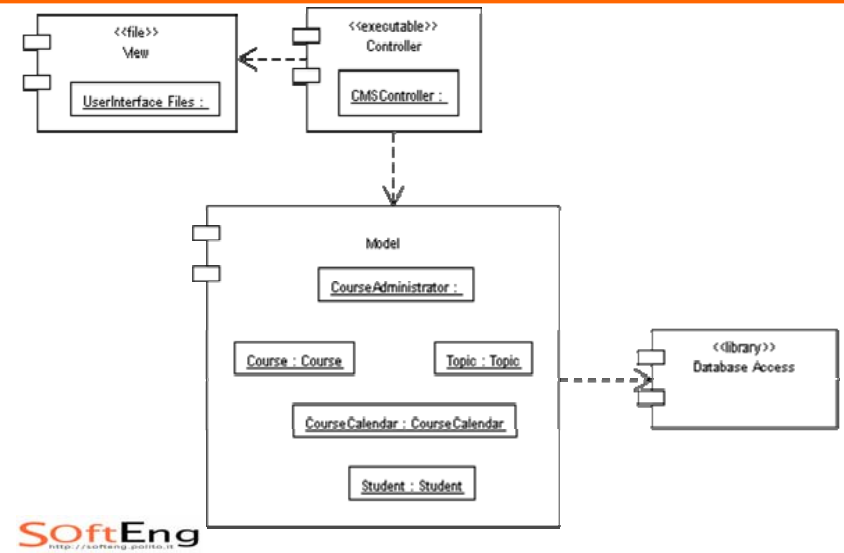 <<file>>
View
UserInterface Files :
<<executable>>
Controller
CMSController :
Model
CourseAdministrator :
Course : Course
Topic : Topic
CourseCalendar : CourseCalendar
Student : Student
<<library>>
Database Access
SoftEng
http://softeng.polito.it